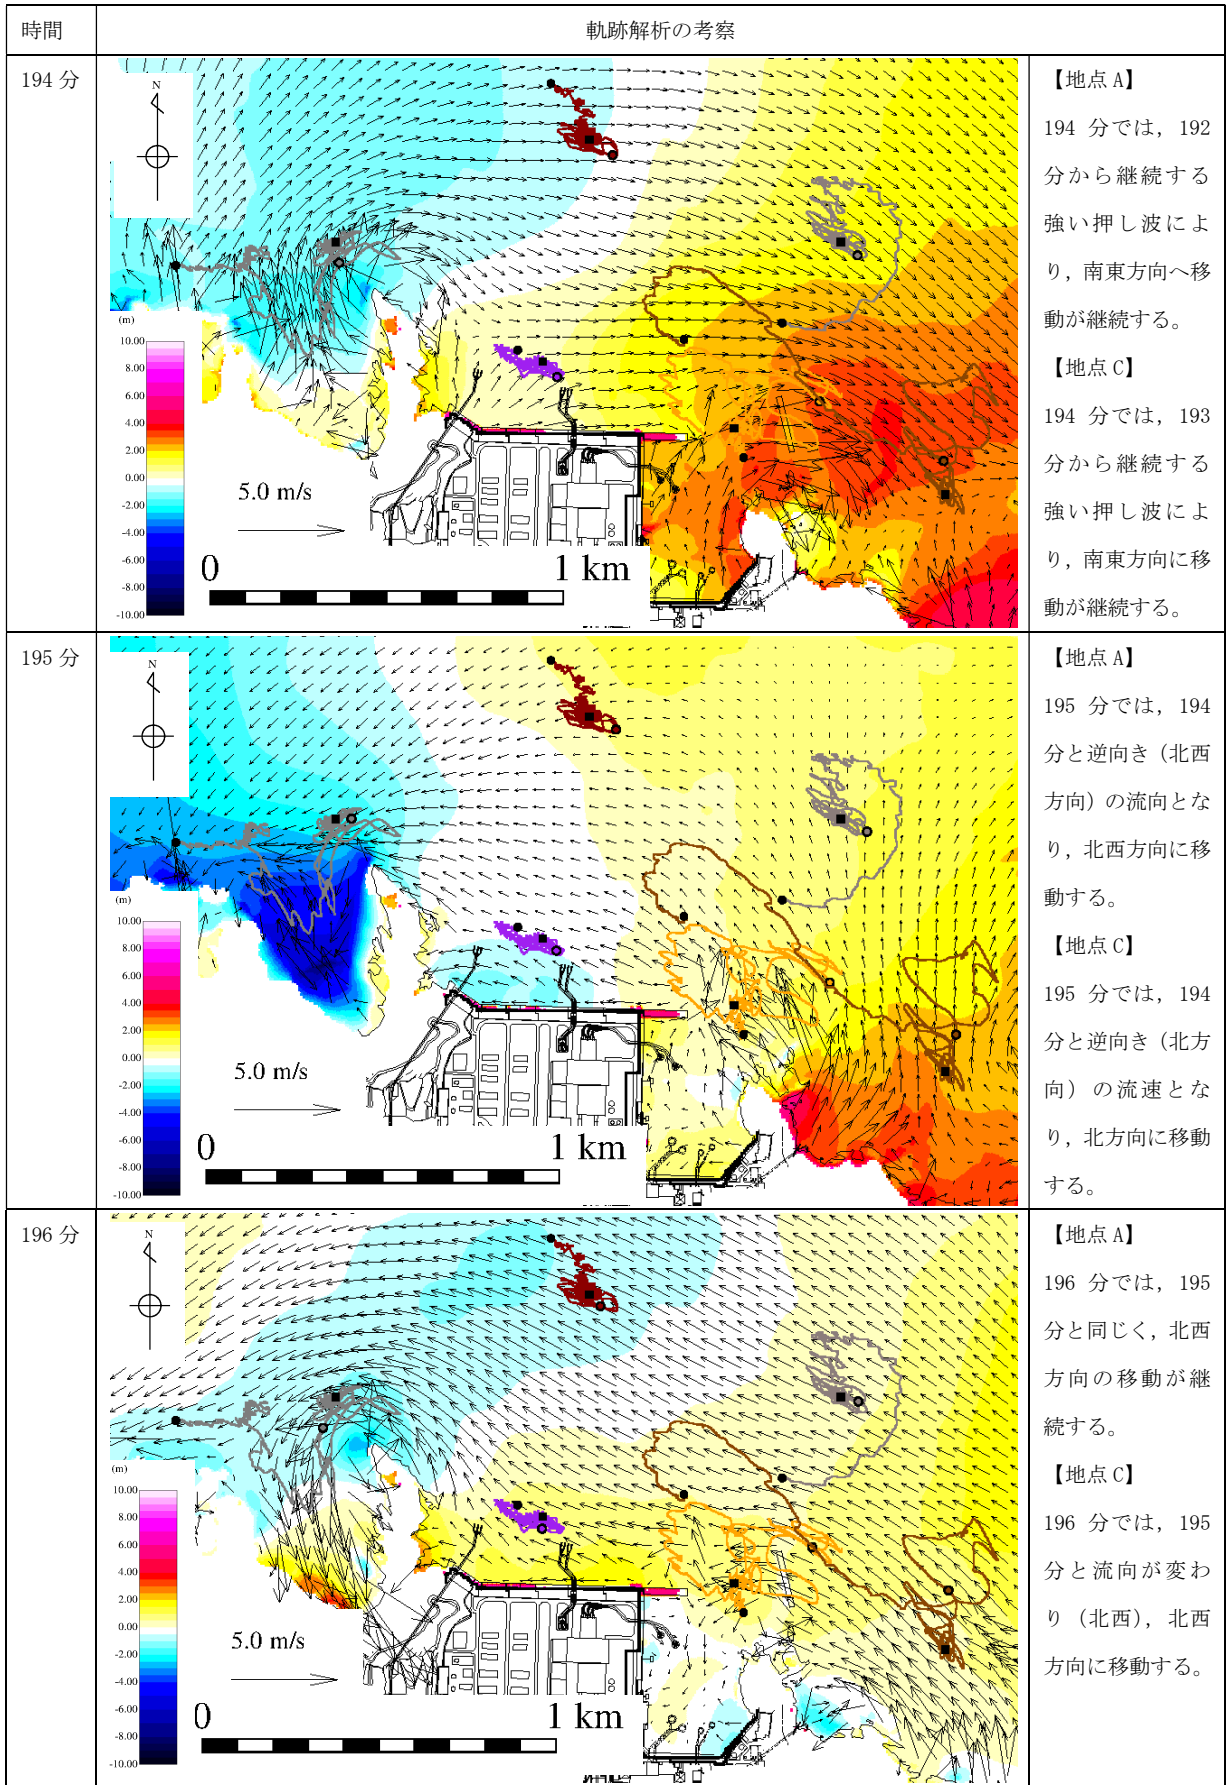 時間
軌跡解析の考察
194 分
N
(m)
10.00
8.00
6.00
4.00
2.00
0.00
-2.00
-4.00
-6.00
-8.00
-10.00
5.0 m/s
0
1 km
【地点 A】
194 分では，192
分から継続する
強い押し波によ
り，南東方向へ移
動が継続する。
【地点 C】
194 分では，193
分から継続する
強い押し波によ
り，南東方向に移
動が継続する。
195 分
N
(m)
10.00
8.00
6.00
4.00
2.00
0.00
-2.00
-4.00
-6.00
-8.00
-10.00
5.0 m/s
0
1 km
【地点 A】
195 分では，194
分と逆向き（北西
方向）の流向とな
り，北西方向に移
動する。
【地点 C】
195 分では，194
分と逆向き（北方
向）の流速とな
り，北方向に移動
する。
196 分
N
(m)
10.00
8.00
6.00
4.00
2.00
0.00
-2.00
-4.00
-6.00
-8.00
-10.00
5.0 m/s
0
1 km
【地点 A】
196 分では，195
分と同じく，北西
方向の移動が継
続する。
【地点 C】
196 分では，195
分と流向が変わ
り（北西），北西
方向に移動する。